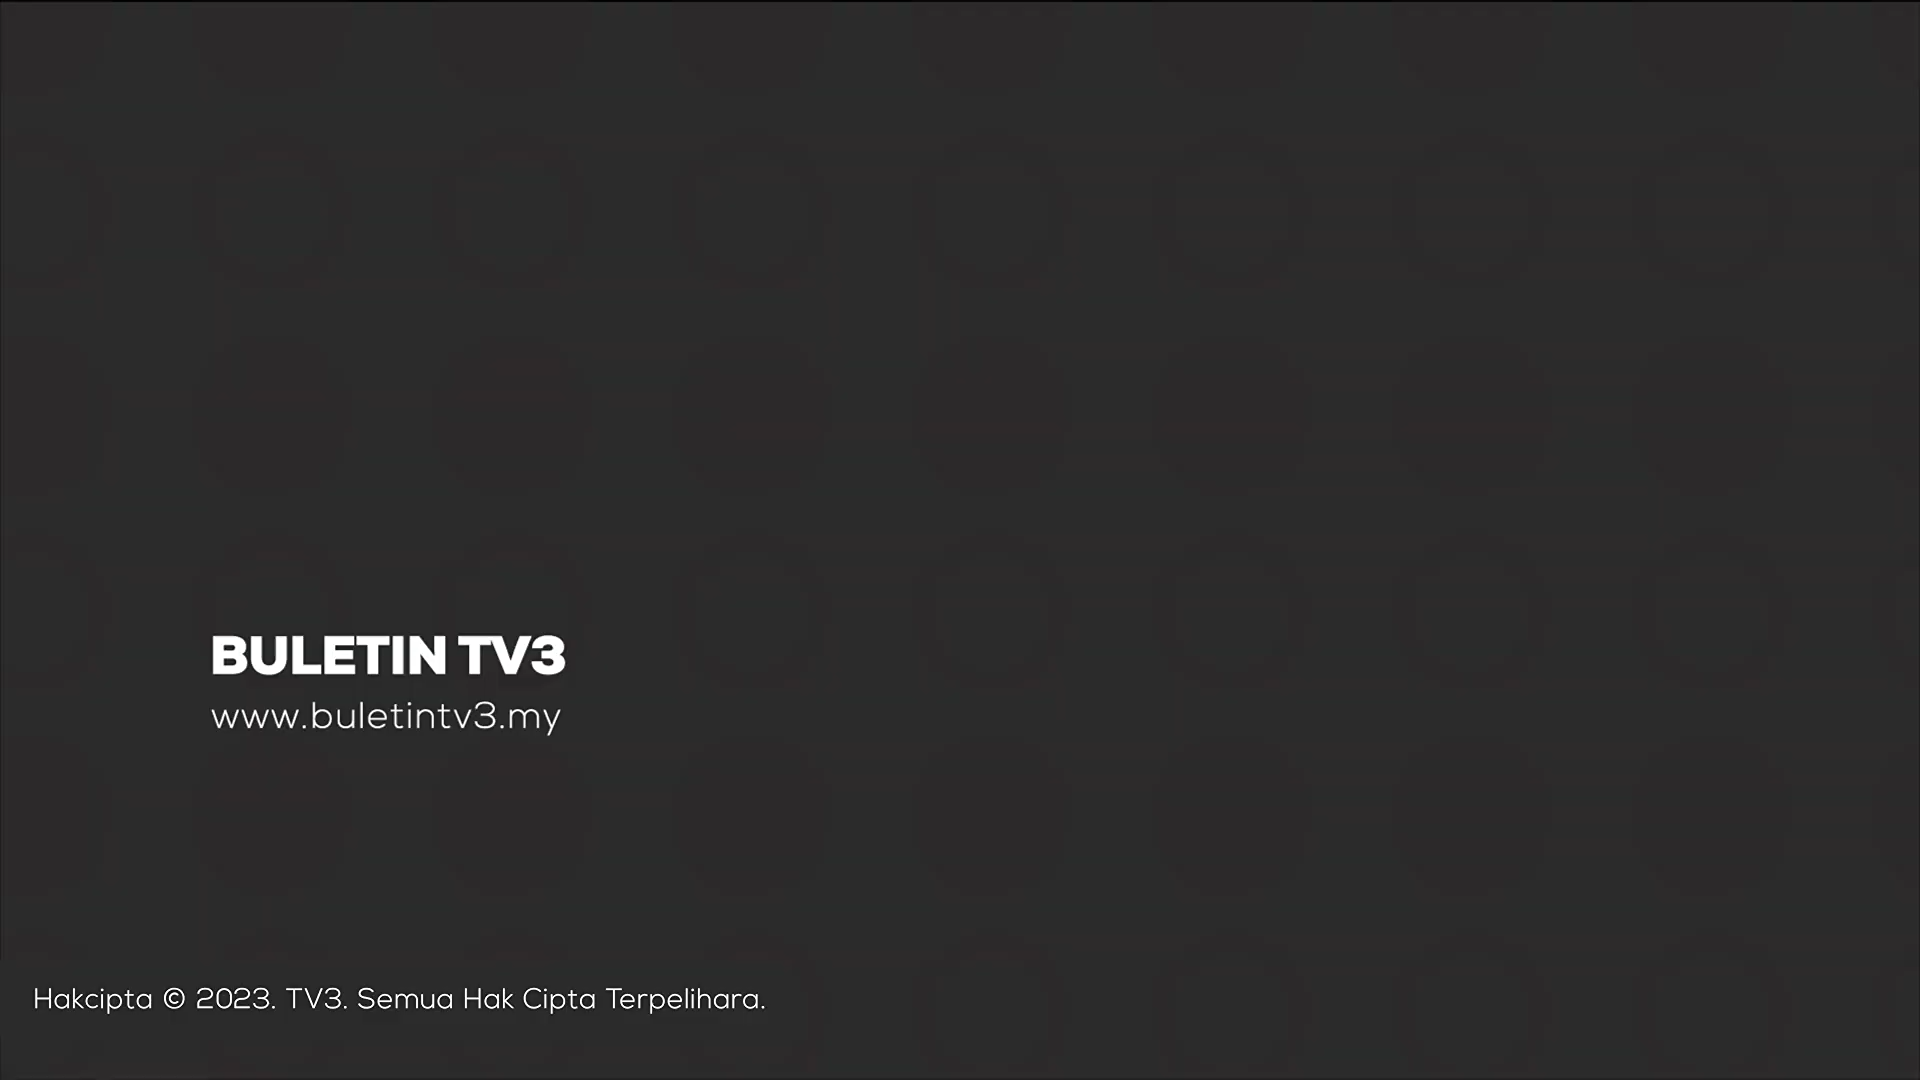 BULETIN TV3
www.buletintv3.my
Hakcipta © 2023. TV3. Semua Hak Cipta Terpelihara.